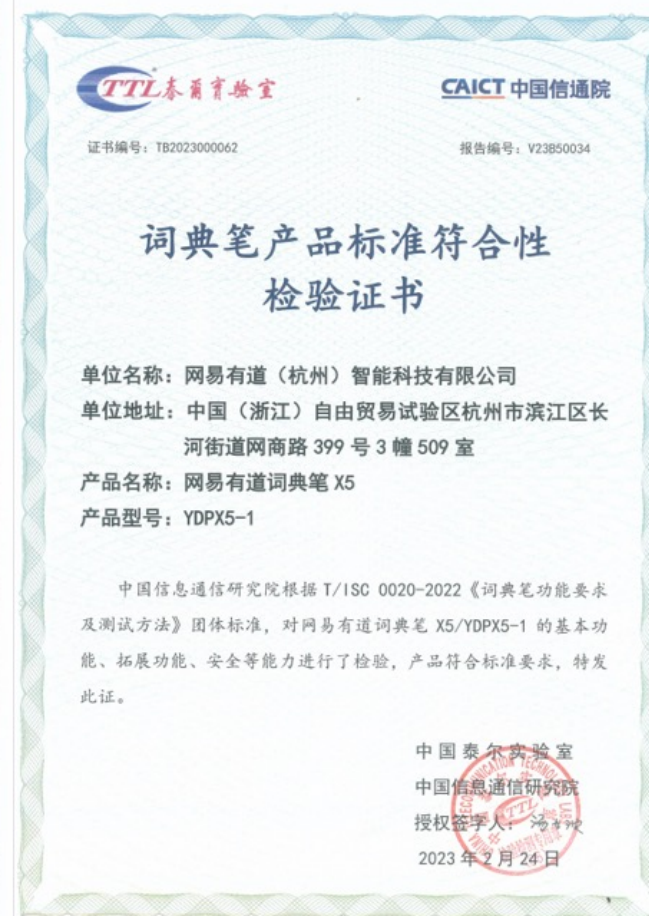 TTL泰爾實驗室
CAICT 中国信通院
证书编号：TB2023000062
报告编号：V23B50034
词典笔产品标准符合性
检验证书
单位名称：网易有道（杭州）智能科技有限公司
单位地址：中国（浙江）自由贸易试验区杭州市滨江区长
河街道网商路 399 号 3 幢 509 室
产品名称：网易有道词典笔 X5
产品型号：YDPX5-1
中国信息通信研究院根据 T/ISC 0020-2022《词典笔功能要求
及测试方法》团体标准，对网易有道词典笔 X5/YDPX5-1 的基本功
能、拓展功能、安全等能力进行了检验，产品符合标准要求，特发
此证。
中国泰尔实验室
中国信息通信研究院
授权签字人：
2023 年 2 月 24 日